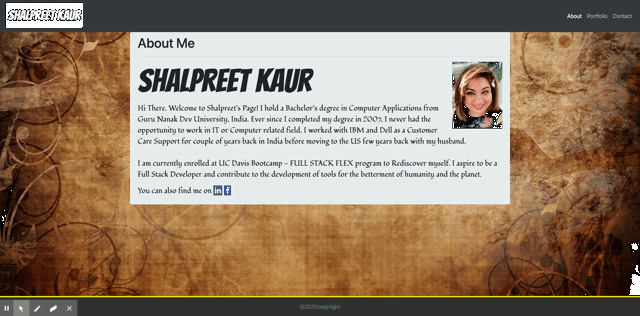 SHALPREET KAUR
About Portfolio Contact
About Me
SHALPREET KAUR
Hi There. Welcome to Shalpreet's Page! I hold a Bachelor's degree in Computer Applications from
Guru Nanak Dev University, India. Ever since I completed my degree in 2007, I never had the
opportunity to work in IT or Computer related field. I worked with IBM and Dell as a Customer
Care Support for couple of years back in India before moving to the US few years back with my husband.
I am currently enrolled at UC Davis Bootcamp - FULL STACK FLEX program to Rediscover myself. I aspire to be a
Full Stack Developer and contribute to the development of tools for the betterment of humanity and the planet.
You can also find me on in f
©2020copyright